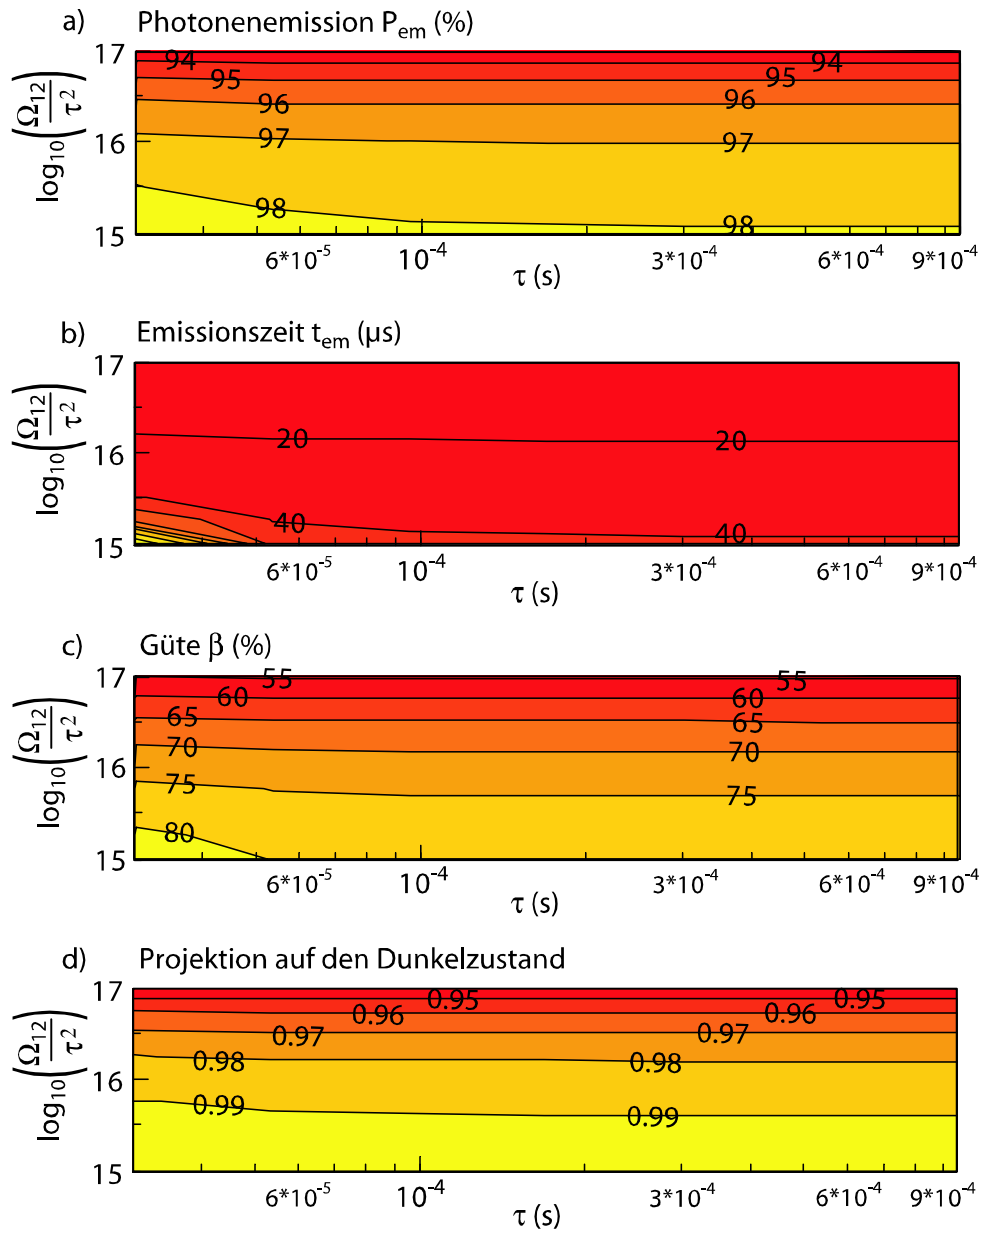 a) Photonenemission Pem (%)
log10(Ω12/τ²)
17
16
15
94 94
95 95
96 96
97 97
98 98
6*10-5 10-4 3*10-4 6*10-4 9*10-4
τ (s)
b) Emissionszeit tem (µs)
log10(Ω12/τ²)
17
16
15
20 20
40 40
6*10-5 10-4 3*10-4 6*10-4 9*10-4
τ (s)
c) Güte β (%)
log10(Ω12/τ²)
17
16
15
55 55
60 60
65 65
70 70
75 75
80
6*10-5 10-4 3*10-4 6*10-4 9*10-4
τ (s)
d) Projektion auf den Dunkelzustand
log10(Ω12/τ²)
17
16
15
0.95 0.95
0.96 0.96
0.97 0.97
0.98 0.98
0.99 0.99
6*10-5 10-4 3*10-4 6*10-4 9*10-4
τ (s)